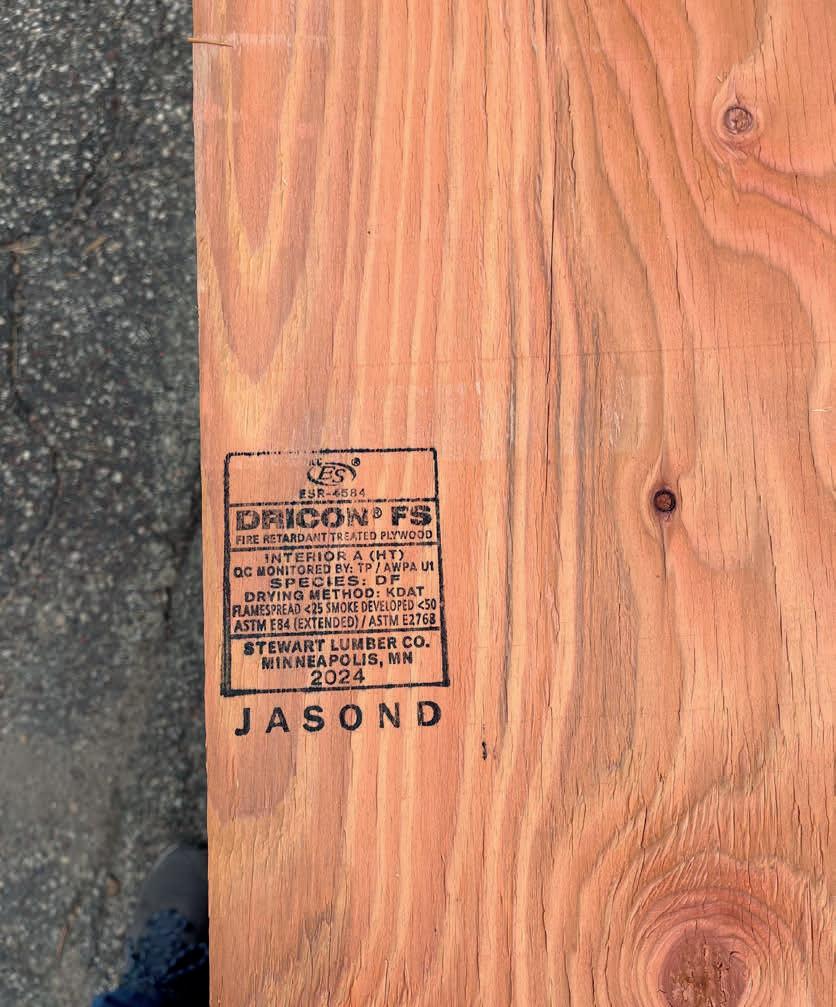 ES ®
ESR-4584
DRICON® FS
FIRE RETARDANT TREATED PLYWOOD
INTERIOR A (HT)
QC MONITORED BY: TP / AWPA U1
SPECIES: DF
DRYING METHOD: KDAT
FLAMESPREAD <25 SMOKE DEVELOPED <50
ASTM E84 (EXTENDED) / ASTM E2768
STEWART LUMBER CO.
MINNEAPOLIS, MN
2024
JASOND